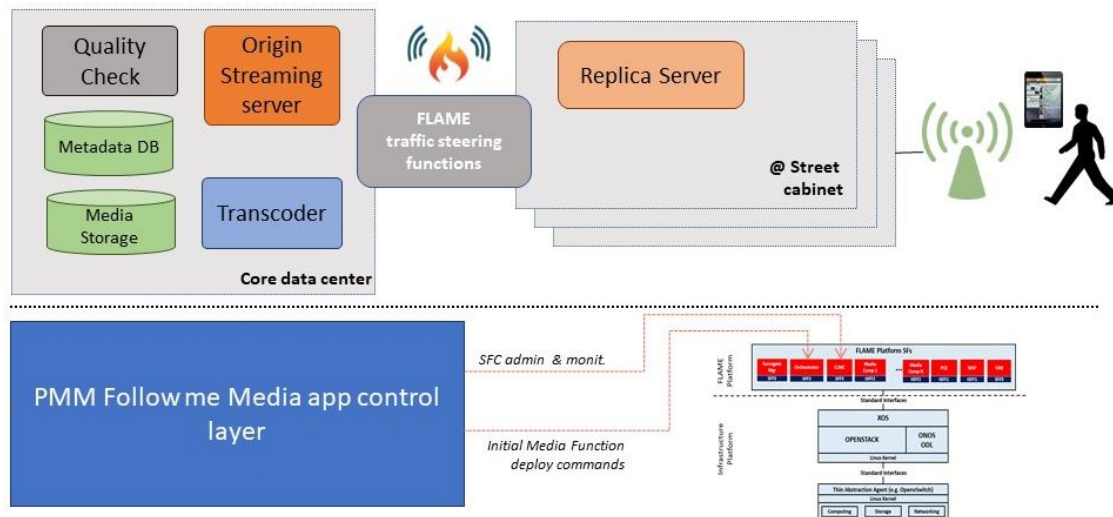 Quality
Check
Origin
Streaming
server
Metadata DB
Media
Storage
Transcoder
Core data center
FLAME
traffic steering
functions
Replica Server
@ Street
cabinet
PMM Follow me Media app control
layer
SFC admin & monit.
Initial Media Function
deploy commands
FLAME
Platform
FLAME Platform SFs
Orchestrator
CLMC
Media
PCE
Standard Interfaces
Infrastructure
Platform
XOS
OPENSTACK
ONOS
ODL
Linux Kernel
Standard Interfaces
Thin Abstraction Agent (e.g. OpenvSwitch)
Linux Kernel
Computing
Storage
Networking